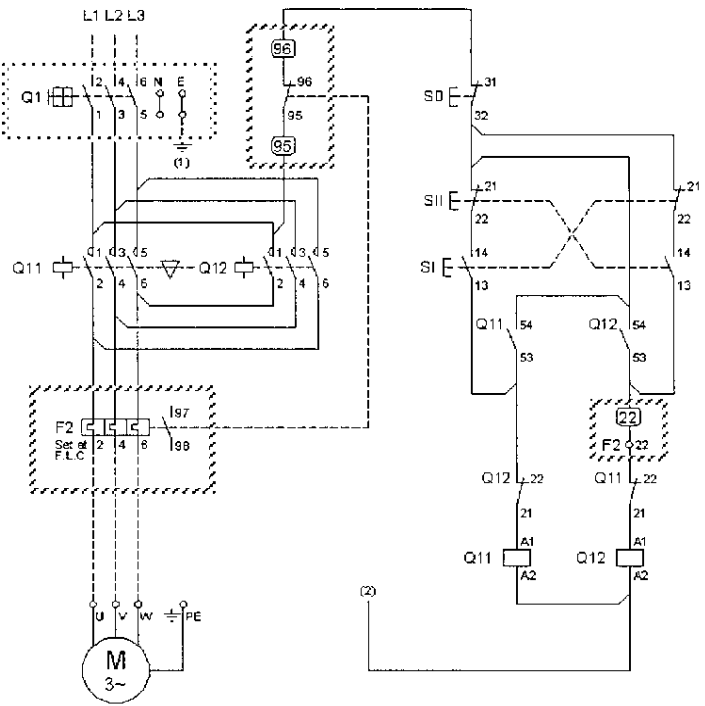 L1 L2 L3
96
2 4 6 N E
96
31
Q1
S0
1 3 5
95
32
(1)
95
21
21
SII
22
22
1 3 5
1 3 5
14
14
Q11
Q12
SI
2 4 6
2 4 6
13
13
Q11
54
Q12
54
53
53
97
F2
22
Set at
2 4 6
98
F2 22
F.L.C
Q12 22
Q11 22
21
21
A1
A1
Q11
Q12
A2
A2
(2)
U V W PE
M
3~